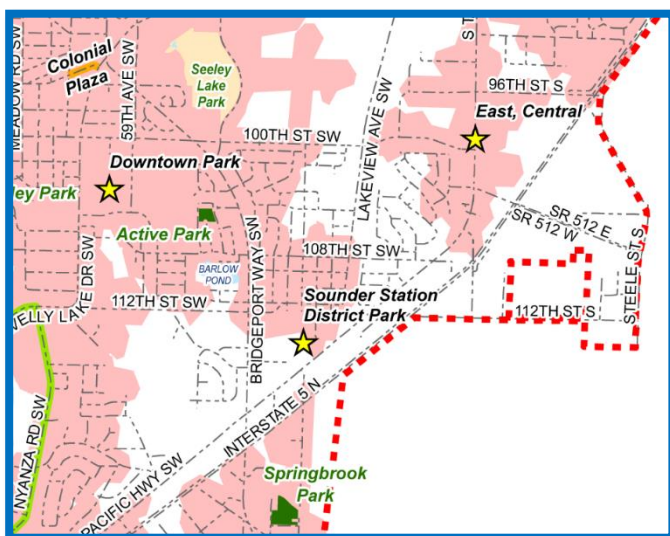 MEADOW RD SW
Colonial
Plaza
59TH AVE SW
Seeley
Lake
Park
S T
96TH ST S
East, Central
100TH ST SW
LAKEVIEW AVE SW
Downtown Park
ley Park
Active Park
SR 512 E
SR 512 W
108TH ST SW
BARLOW
POND
BRIDGEPORT WAY SW
STEELE ST S
VELLY LAKE DR SW
112TH ST SW
Sounder Station
District Park
112TH ST S
INTERSTATE 5 N
NYANZA RD SW
PACIFIC HWY SW
Springbrook
Park